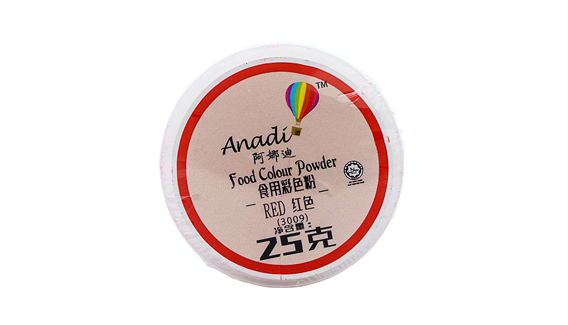 TM
Anadi
阿娜迪
Food Colour Powder
食用彩色粉
— RED 红色 —
(3009)
净含量:
25克